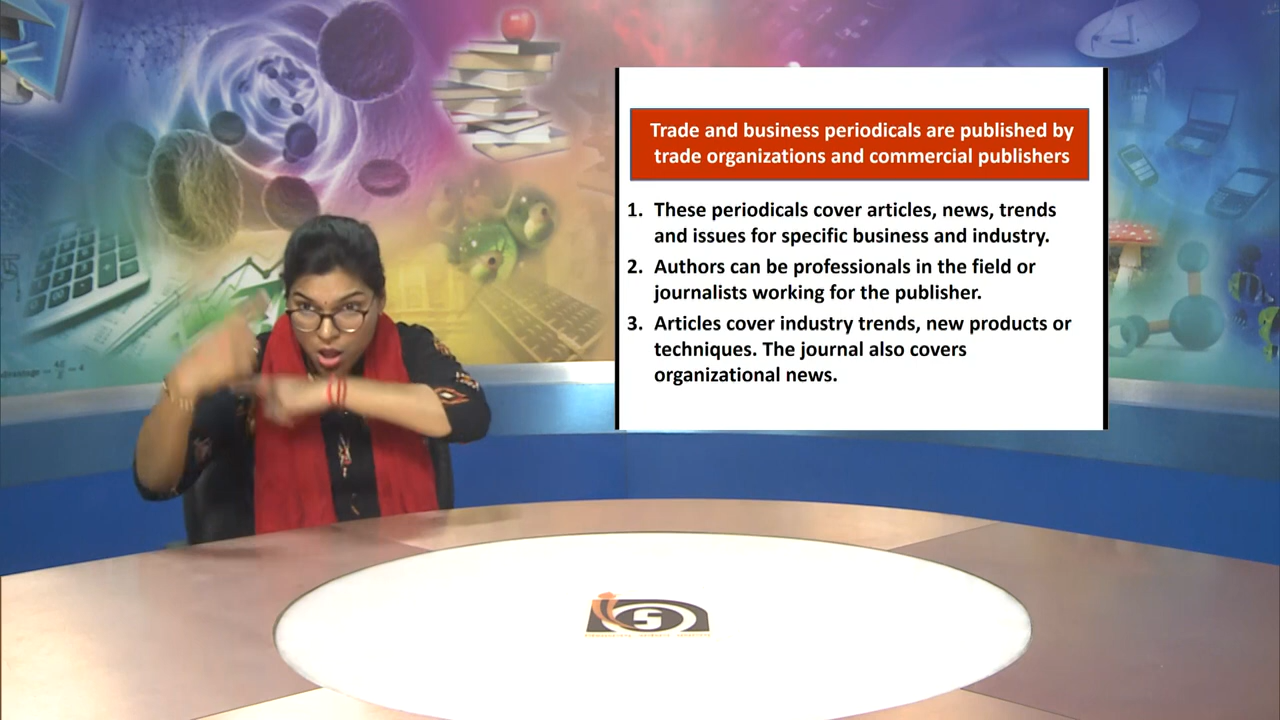 Trade and business periodicals are published by
trade organizations and commercial publishers
1. These periodicals cover articles, news, trends
and issues for specific business and industry.
2. Authors can be professionals in the field or
journalists working for the publisher.
3. Articles cover industry trends, new products or
techniques. The journal also covers
organizational news.